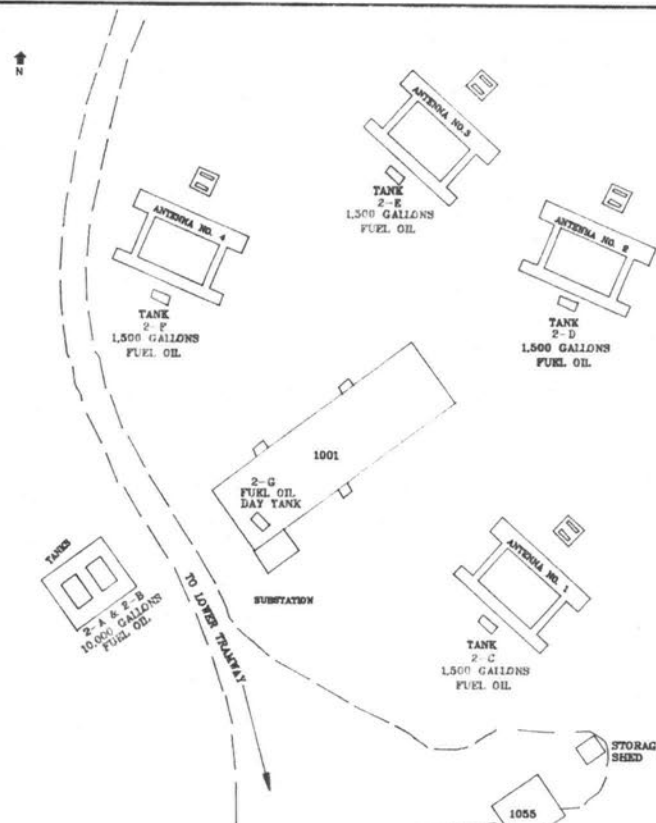 N
ANTENNA NO. 3
TANK
2-E
1,500 GALLONS
FUEL OIL
ANTENNA NO. 4
TANK
2-F
1,500 GALLONS
FUEL OIL
ANTENNA NO. 2
TANK
2-D
1,500 GALLONS
FUEL OIL
1001
2-G
FUEL OIL
DAY TANK
TANKS
2-A & 2-B
10,000 GALLONS
FUEL OIL
TO LOWER TRAMWAY
SUBSTATION
ANTENNA NO. 1
TANK
2-C
1,500 GALLONS
FUEL OIL
STORAG
SHED
1055